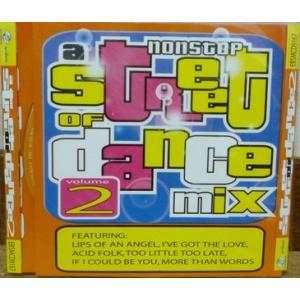 a nonstop
street
of
dance
volume
2
mix
FEATURING:
LIPS OF AN ANGEL, I'VE GOT THE LOVE,
ACID FOLK, TOO LITTLE TOO LATE,
IF I COULD BE YOU, MORE THAN WORDS